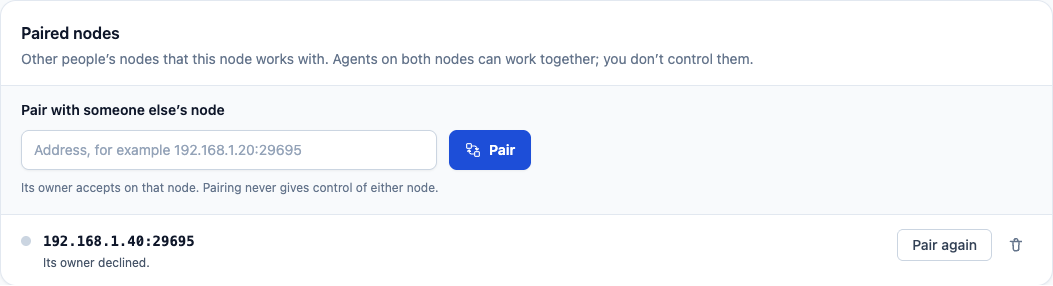 Paired nodes
Other people’s nodes that this node works with. Agents on both nodes can work together; you don’t control them.
Pair with someone else’s node
Address, for example 192.168.1.20:29695
Pair
Its owner accepts on that node. Pairing never gives control of either node.
192.168.1.40:29695
Pair again
Its owner declined.